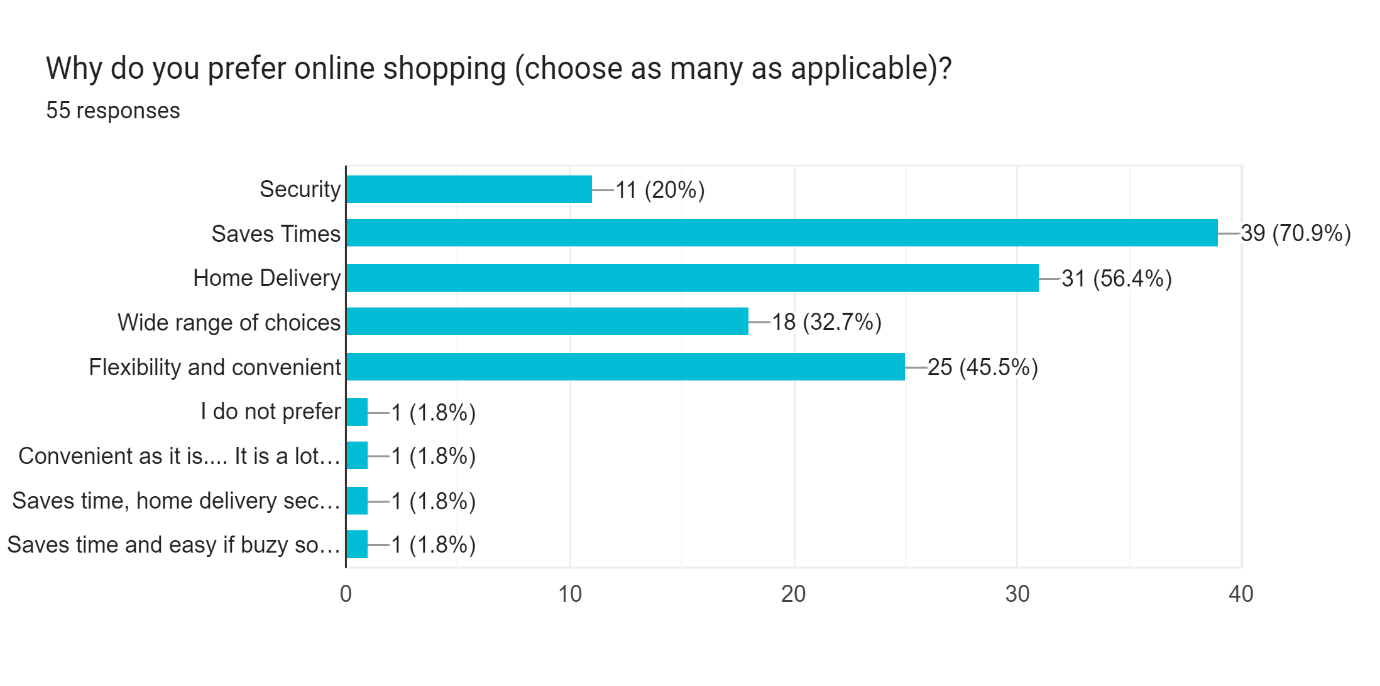 Why do you prefer online shopping (choose as many as applicable)?
55 responses
Security 11 (20%)
Saves Times 39 (70.9%)
Home Delivery 31 (56.4%)
Wide range of choices 18 (32.7%)
Flexibility and convenient 25 (45.5%)
I do not prefer 1 (1.8%)
Convenient as it is.... It is a lot… 1 (1.8%)
Saves time, home delivery sec… 1 (1.8%)
Saves time and easy if buzy so… 1 (1.8%)
0 10 20 30 40